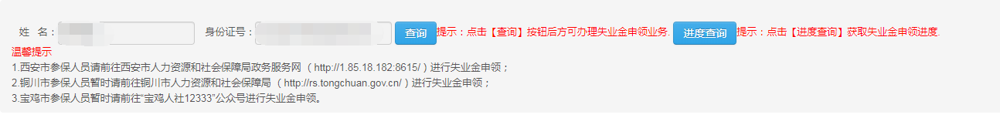 姓 名： 身份证号： 查询 提示：点击【查询】按钮后方可办理失业金申领业务. 进度查询 提示：点击【进度查询】获取失业金申领进度.
温馨提示
1.西安市参保人员请前往西安市人力资源和社会保障局政务服务网 （ http://1.85.18.182:8615/ ) 进行失业金申领；
2.铜川市参保人员暂时请前往铜川市人力资源和社会保障局 （ http://rs.tongchuan.gov.cn/ ) 进行失业金申领；
3.宝鸡市参保人员暂时请前往“宝鸡人社12333”公众号进行失业金申领。